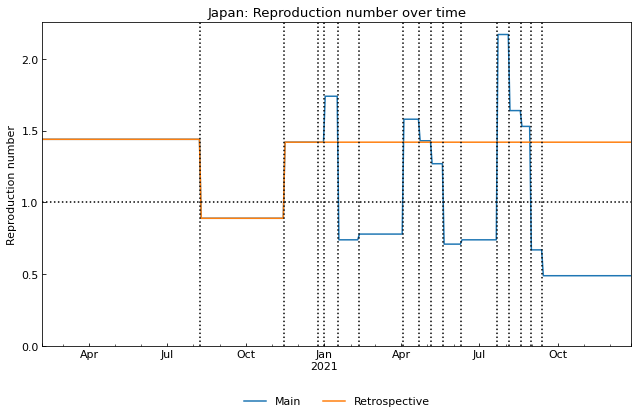 Japan: Reproduction number over time
Reproduction number
2.0
1.5
1.0
0.5
0.0
Apr Jul Oct Jan Apr Jul Oct
2021
Main Retrospective